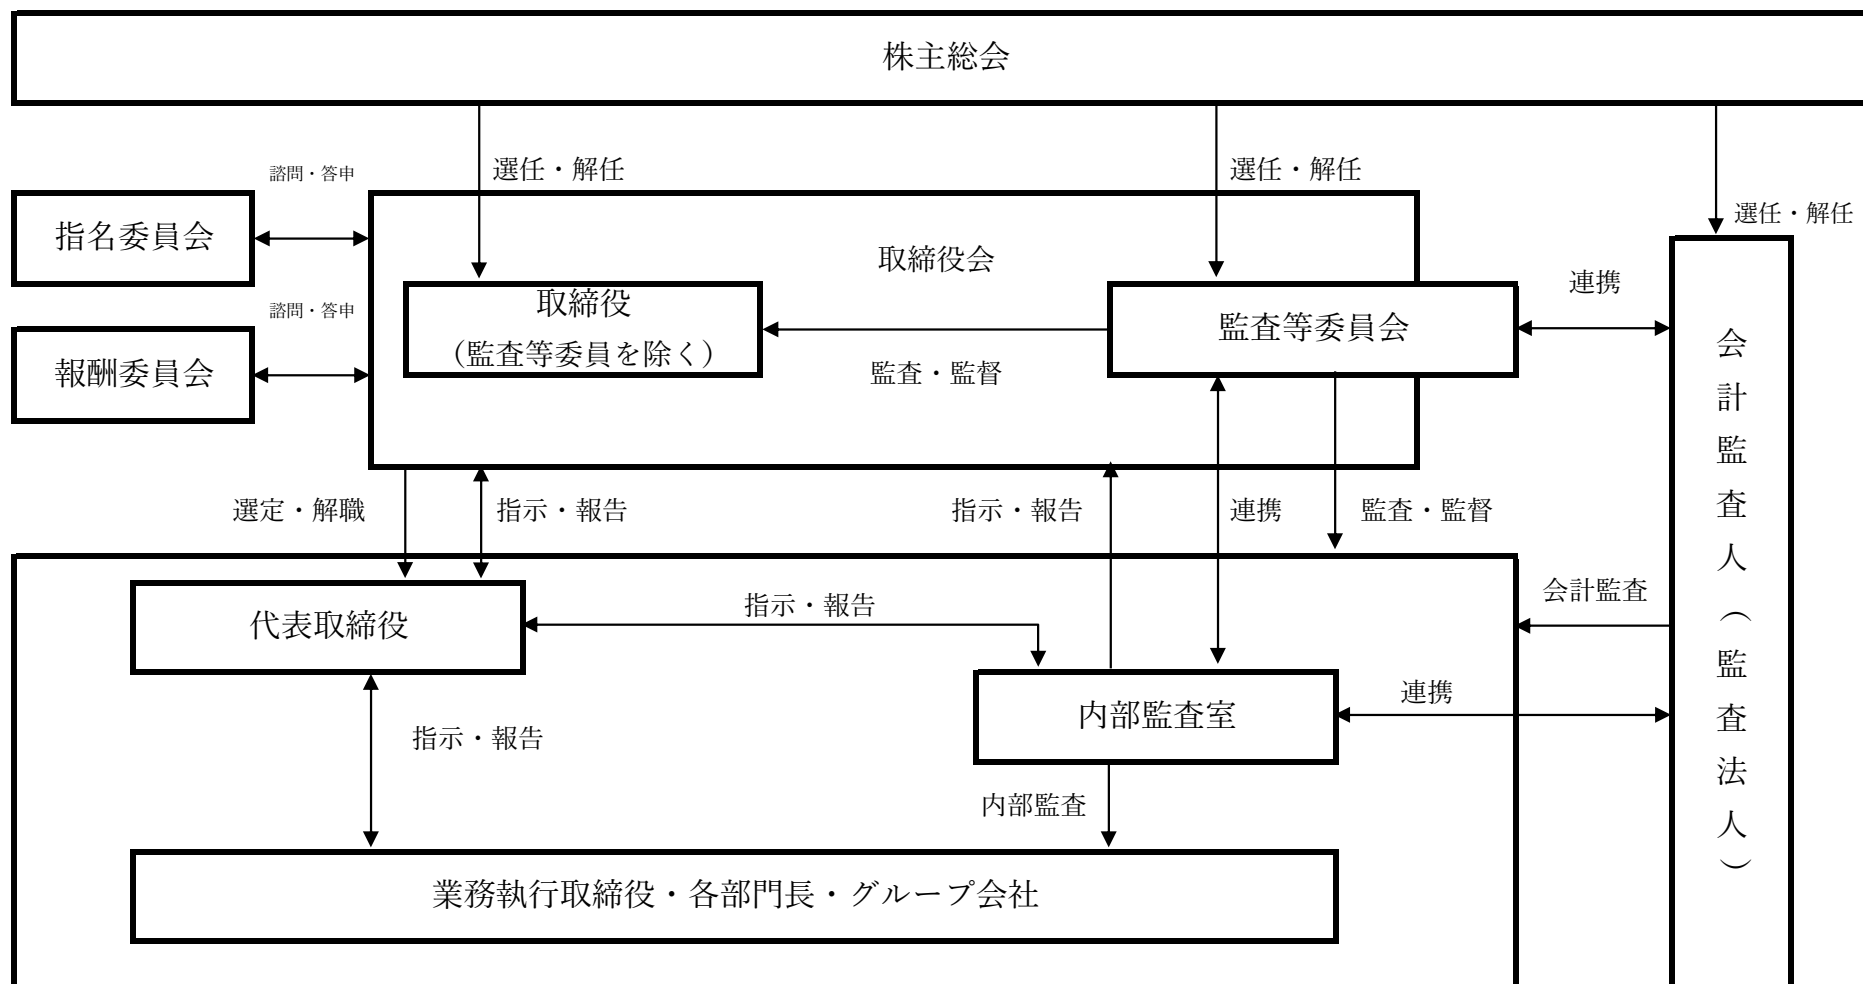 株主総会
選任・解任
選任・解任
選任・解任
諮問・答申
指名委員会
諮問・答申
報酬委員会
取締役会
取締役
（監査等委員を除く）
監査・監督
監査等委員会
連携
会計監査人（監査法人）
選定・解職
指示・報告
指示・報告
連携
監査・監督
代表取締役
指示・報告
会計監査
内部監査室
連携
指示・報告
内部監査
業務執行取締役・各部門長・グループ会社